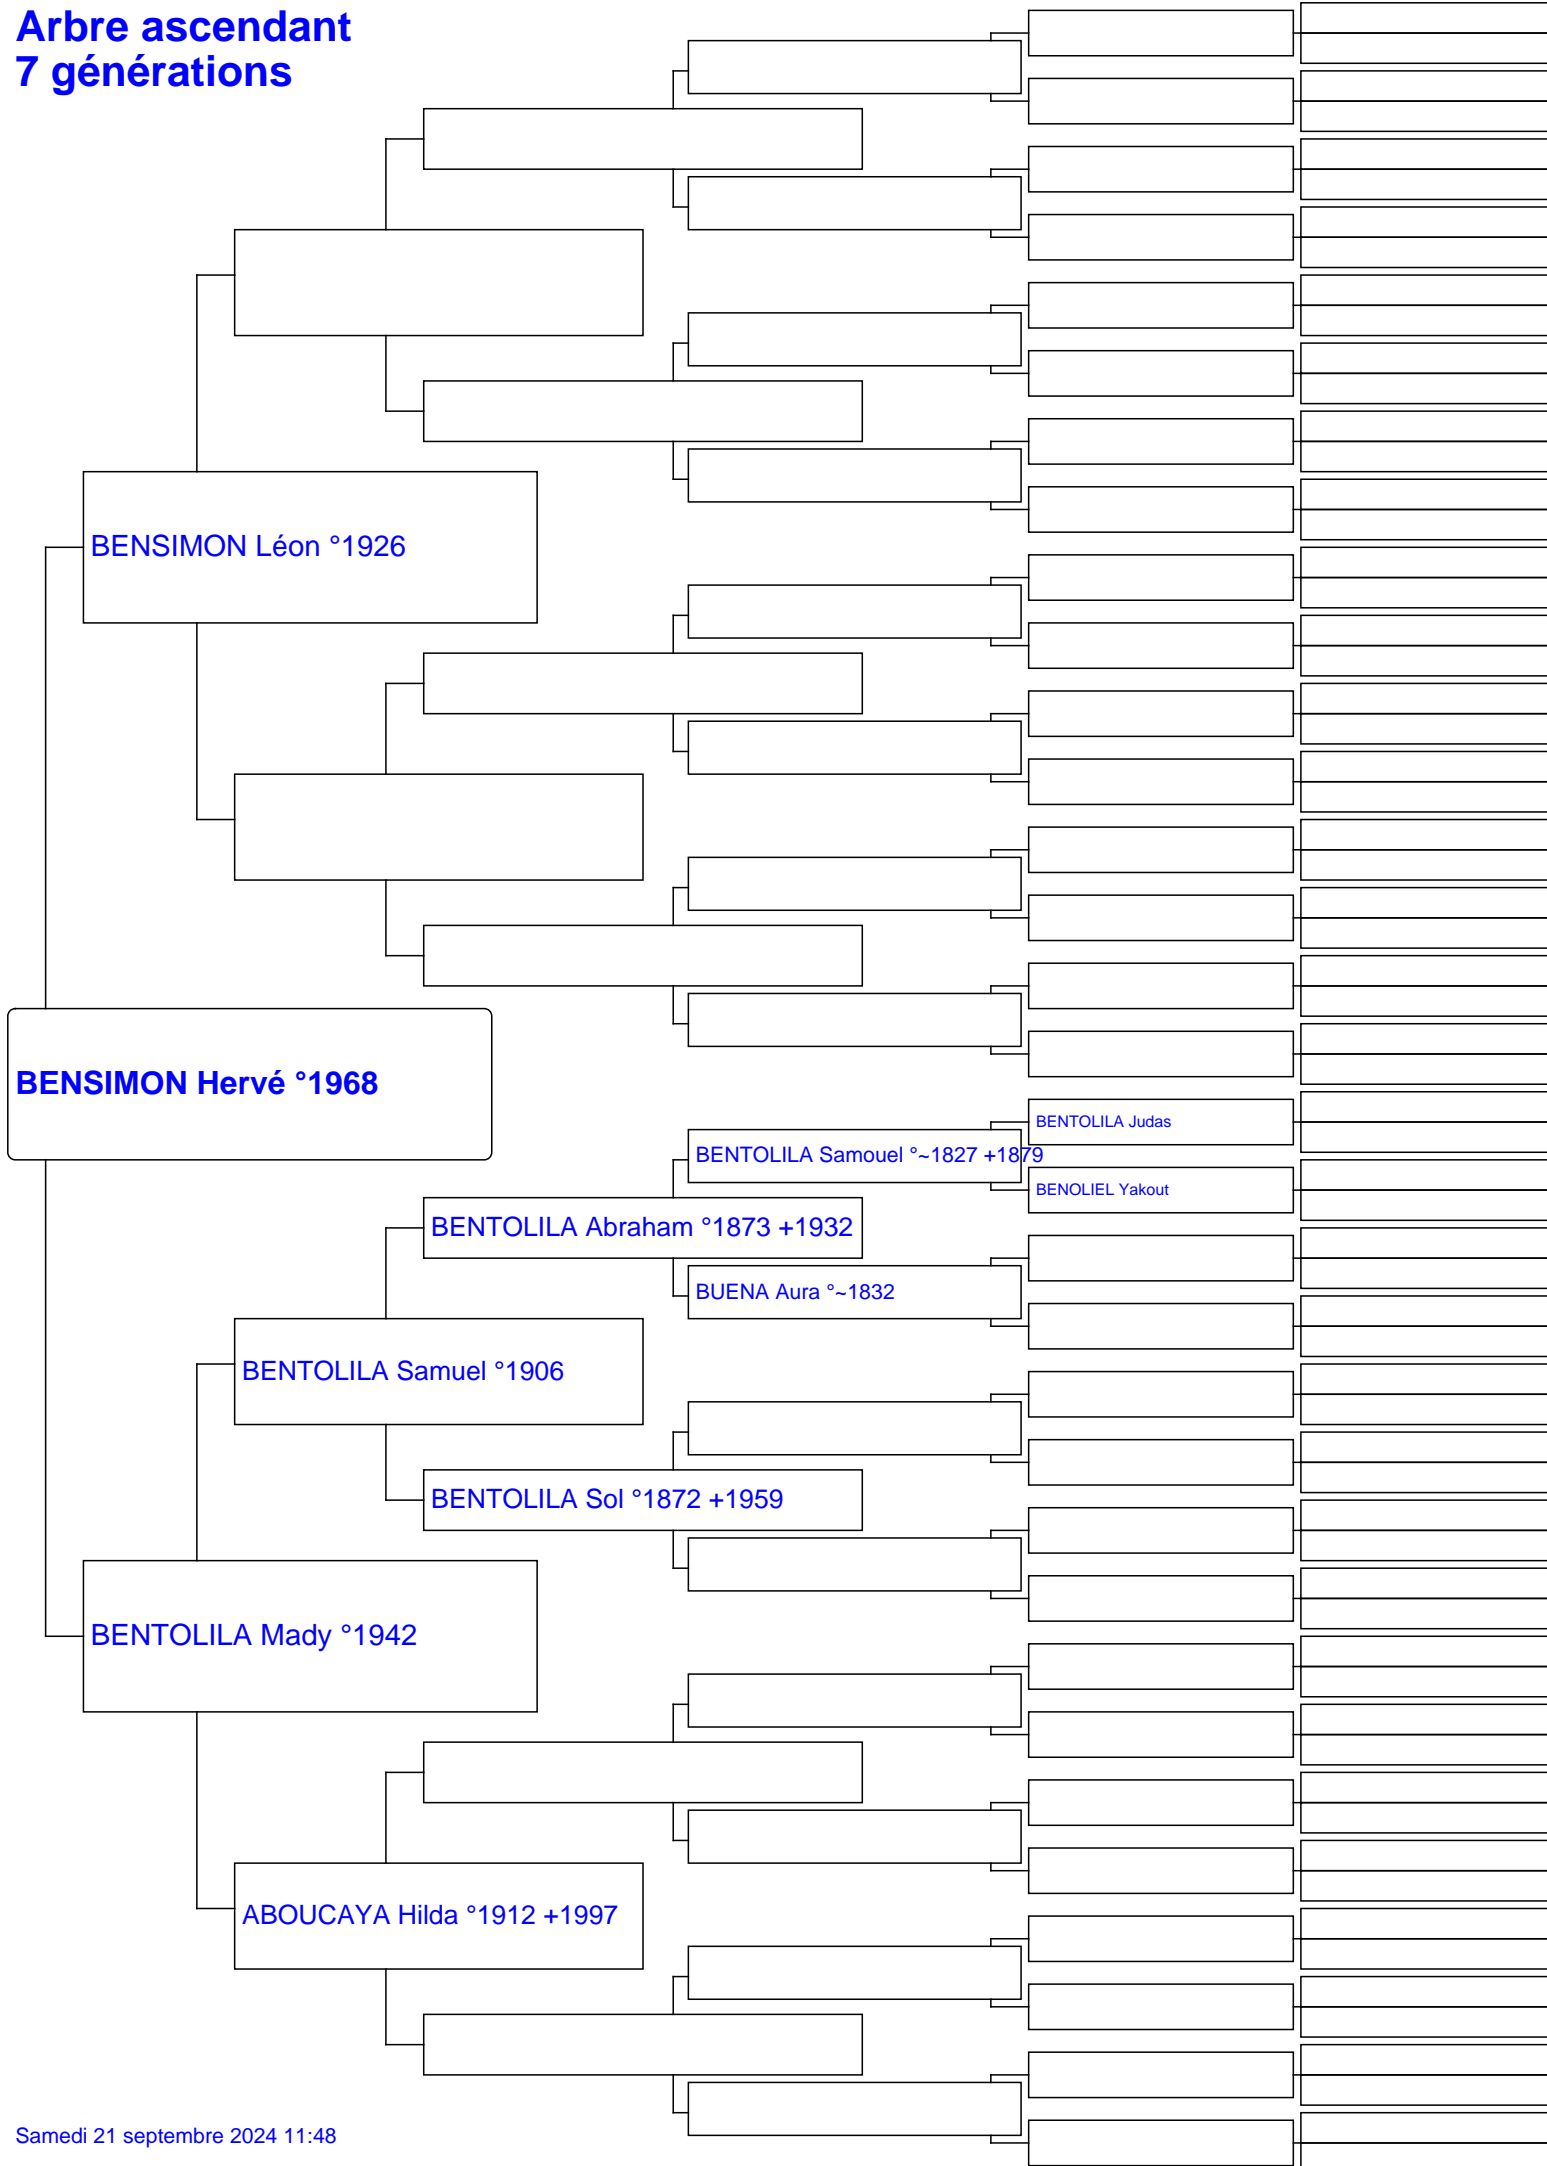 Arbre ascendant
7 générations
BENSIMON Léon °1926
BENSIMON Hervé °1968
BENTOLILA Judas
BENTOLILA Samouel °~1827 +1879
BENOLIEL Yakout
BENTOLILA Abraham °1873 +1932
BUENA Aura °~1832
BENTOLILA Samuel °1906
BENTOLILA Sol °1872 +1959
BENTOLILA Mady °1942
ABOUCAYA Hilda °1912 +1997
Samedi 21 septembre 2024 11:48